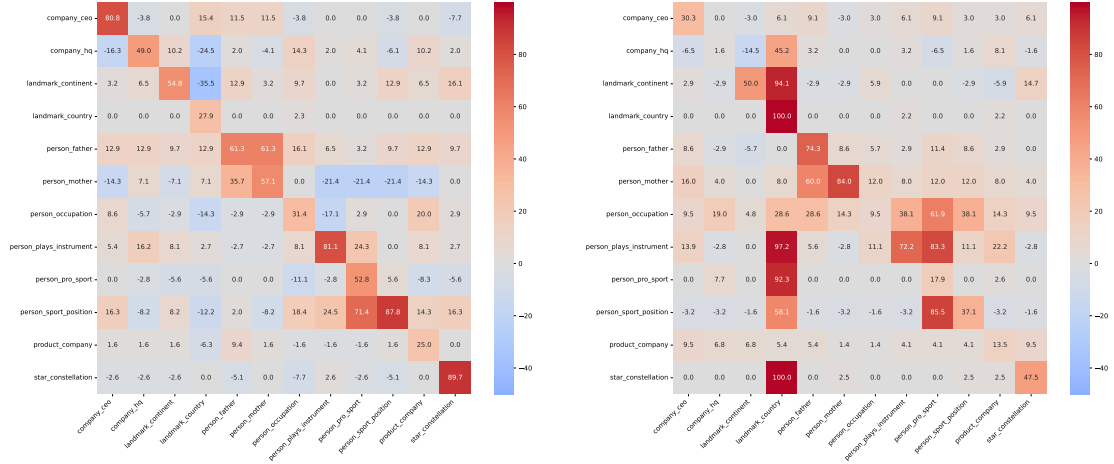 company_ceo 80.8 -3.8 0.0 15.4 11.5 11.5 -3.8 0.0 -3.8 0.0 0.0 -7.7
company_hq -16.3 49.0 10.2 -24.5 2.0 -4.1 14.3 2.0 4.1 -6.1 10.2 2.0
landmark_continent 3.2 6.5 54.8 -35.5 12.9 3.2 9.7 0.0 3.2 12.9 6.5 16.1
landmark_country 0.0 0.0 0.0 27.9 0.0 0.0 2.3 0.0 0.0 0.0 0.0 0.0
person_father 12.9 12.9 9.7 12.9 61.3 61.3 16.1 6.5 3.2 9.7 12.9 9.7
person_mother -14.3 7.1 -7.1 7.1 35.7 57.1 0.0 -21.4 -21.4 -21.4 -14.3 0.0
person_occupation 8.6 -5.7 -2.9 -14.3 -2.9 -2.9 31.4 -17.1 2.9 0.0 20.0 2.9
person_plays_instrument 5.4 16.2 8.1 2.7 -2.7 -2.7 8.1 81.1 24.3 0.0 8.1 2.7
person_pro_sport 0.0 -2.8 -5.6 -5.6 0.0 0.0 -11.1 -2.8 52.8 5.6 -8.3 -5.6
person_sport_position 16.3 -8.2 8.2 -12.2 2.0 -8.2 18.4 24.5 71.4 87.8 14.3 16.3
product_company 1.6 1.6 1.6 -6.3 9.4 1.6 -1.6 -1.6 -1.6 0.0 25.0 0.0
star_constellation -2.6 -2.6 -2.6 0.0 -5.1 0.0 -7.7 -2.6 2.6 -5.1 0.0 89.7
company_ceo
company_hq
landmark_continent
landmark_country
person_father
person_mother
person_occupation
person_plays_instrument
person_pro_sport
person_sport_position
product_company
star_constellation
80
60
40
20
0
−20
−40
company_ceo 30.3 0.0 0.0 6.1 9.1 -3.0 3.0 6.1 9.1 3.0 3.0 6.1
company_hq -6.5 1.6 -14.5 45.2 3.2 0.0 0.0 3.2 -6.5 1.6 8.1 -1.6
landmark_continent 2.9 -2.9 50.0 94.1 -2.9 -2.9 5.9 0.0 0.0 -2.9 -5.9 14.7
landmark_country 0.0 0.0 0.0 100.0 0.0 0.0 0.0 2.2 0.0 0.0 2.2 0.0
person_father 8.6 -2.9 -5.7 0.0 74.3 8.6 5.7 2.9 11.4 8.6 2.9 0.0
person_mother 16.0 4.0 0.0 8.0 60.0 84.0 12.0 8.0 12.0 12.0 8.0 4.0
person_occupation 9.5 19.0 4.8 28.6 28.6 14.3 9.5 38.1 61.9 38.1 14.3 9.5
person_plays_instrument 13.9 -2.8 0.0 97.2 5.6 -2.8 11.1 72.2 83.3 11.1 22.2 -2.8
person_pro_sport 0.0 7.7 0.0 92.3 0.0 0.0 0.0 0.0 17.9 0.0 2.6 0.0
person_sport_position -3.2 -3.2 -1.6 58.1 -1.6 -3.2 -1.6 -3.2 85.5 37.1 -3.2 -1.6
product_company 9.5 6.8 6.8 5.4 5.4 1.4 1.4 4.1 4.1 4.1 13.5 9.5
star_constellation 0.0 0.0 0.0 100.0 0.0 2.5 0.0 0.0 0.0 2.5 2.5 47.5
company_ceo
company_hq
landmark_continent
landmark_country
person_father
person_mother
person_occupation
person_plays_instrument
person_pro_sport
person_sport_position
product_company
star_constellation
80
60
40
20
0
−20
−40